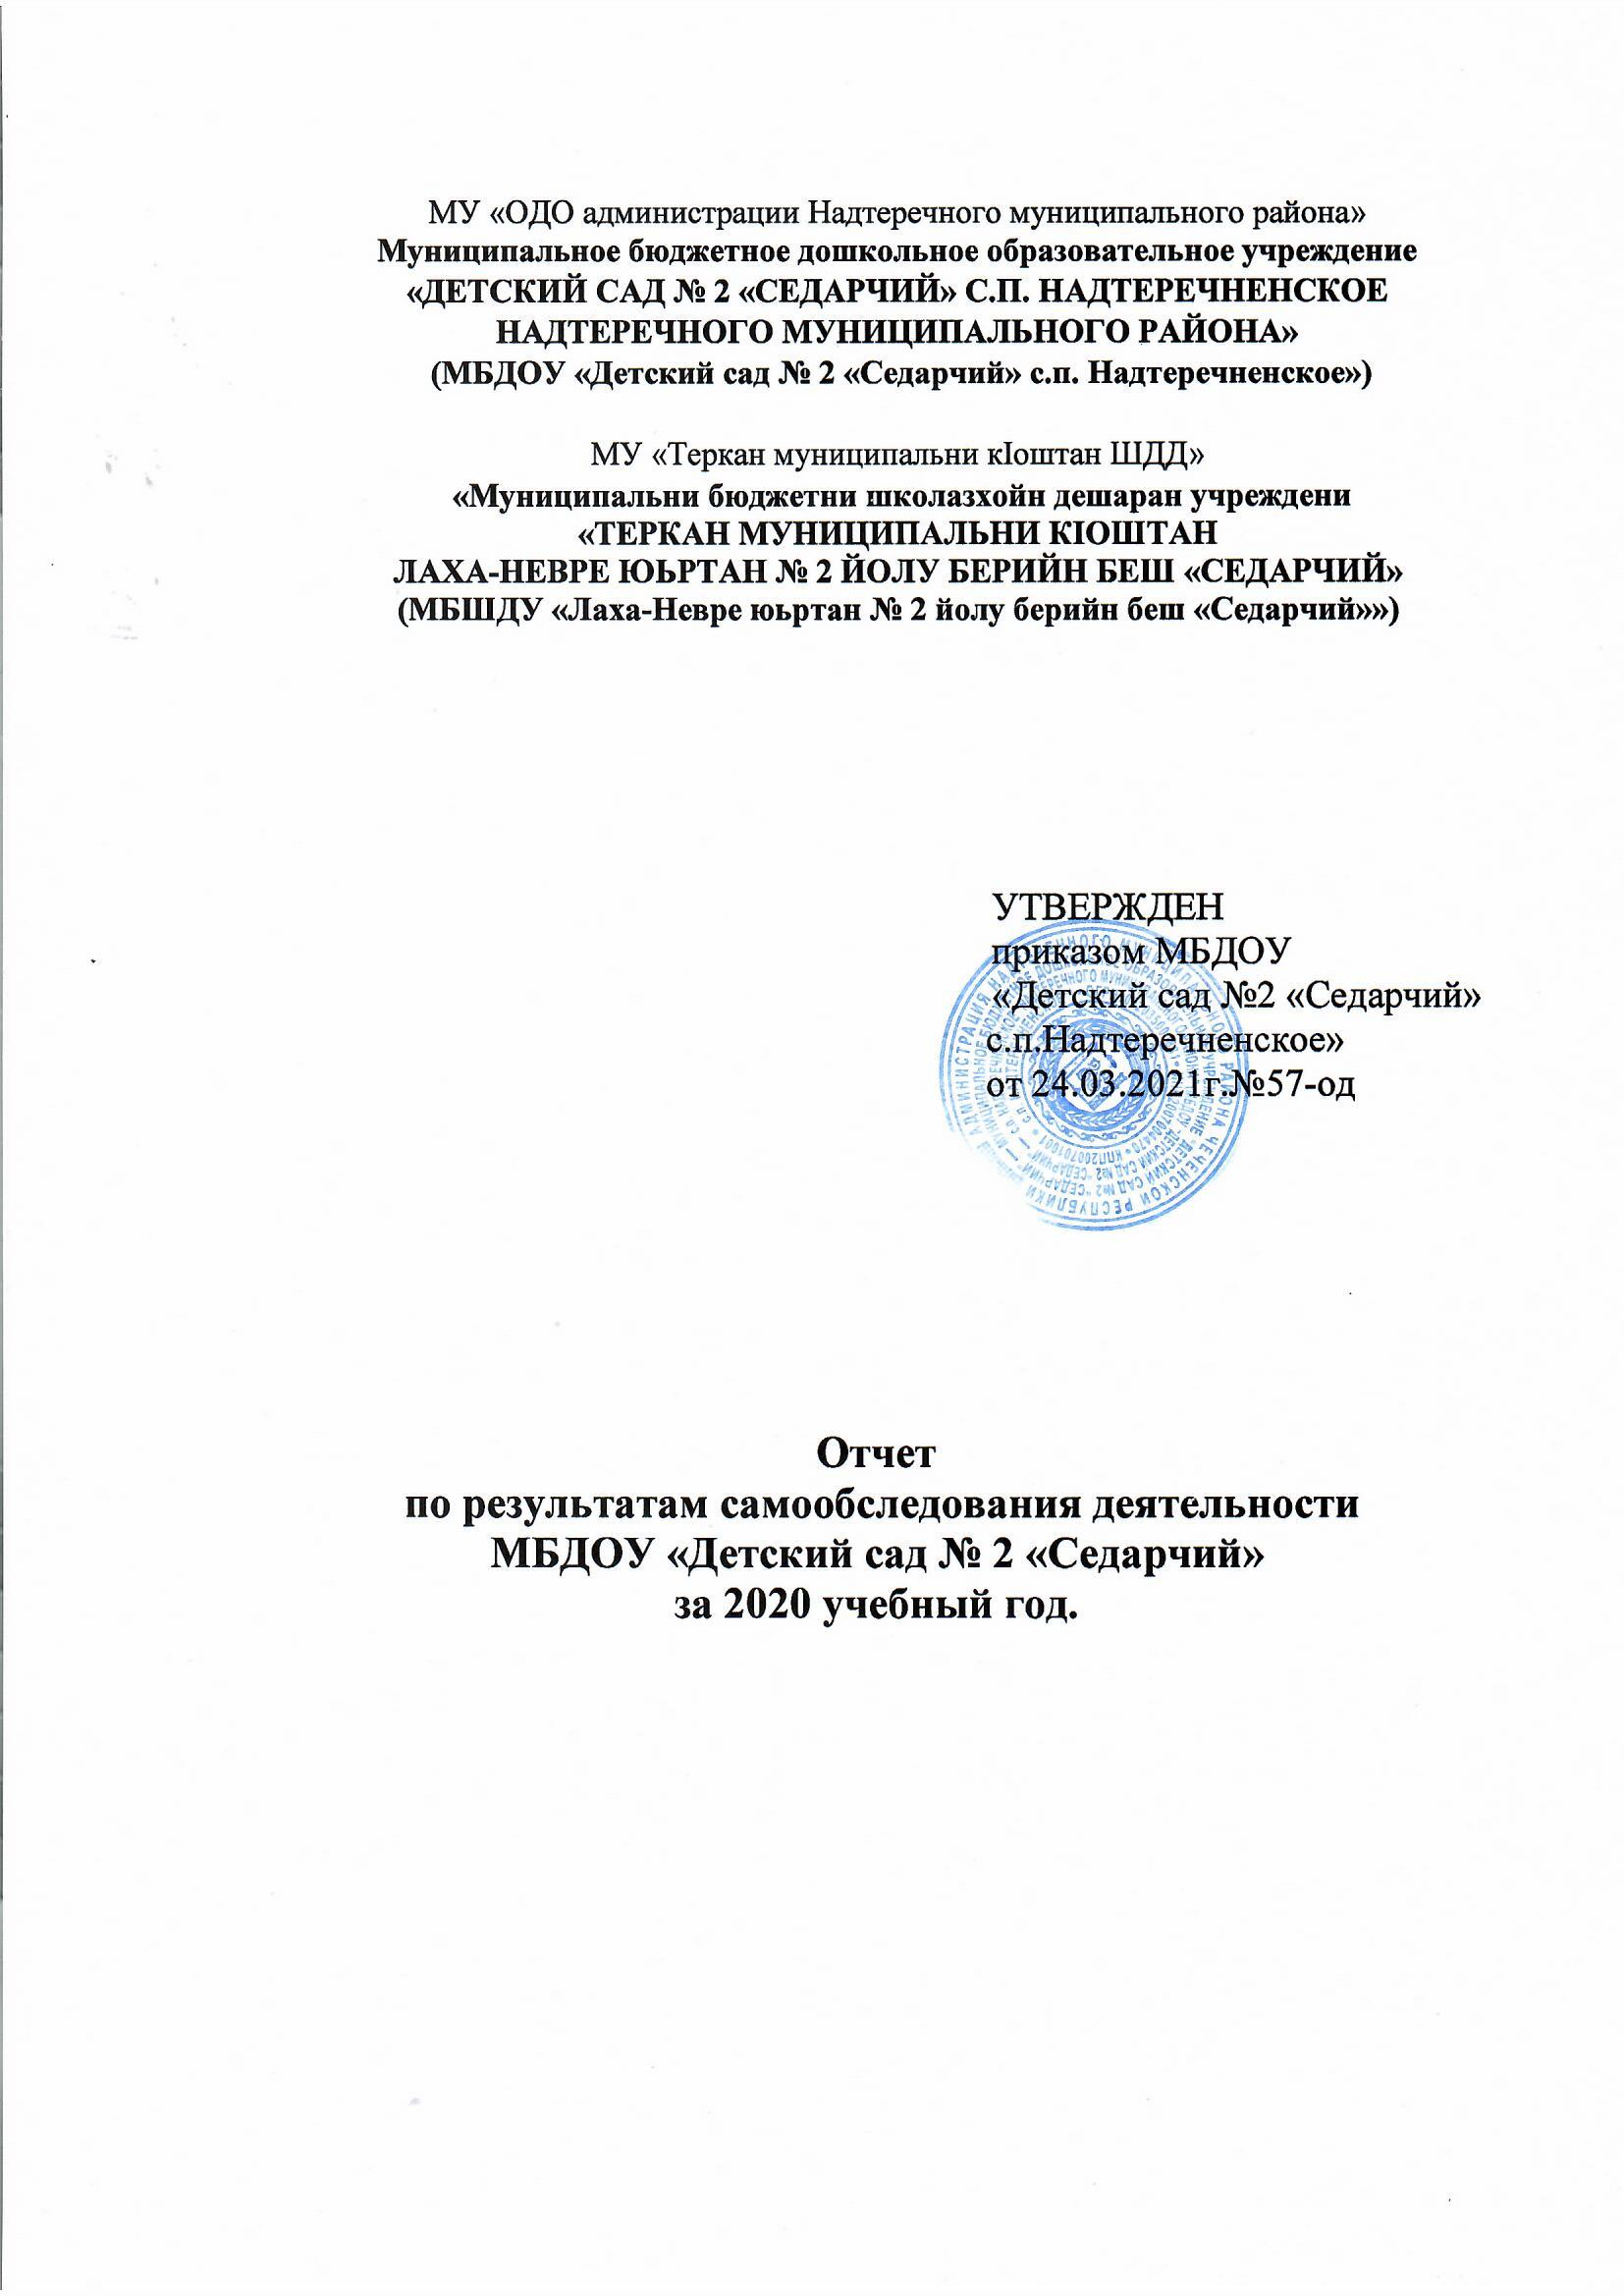 МУ «ОДО администрации Надтеречного муниципального района»
Муниципальное бюджетное дошкольное образовательное учреждение
«ДЕТСКИЙ САД № 2 «СЕДАРЧИЙ» С.П. НАДТЕРЕЧНЕНСКОЕ
НАДТЕРЕЧНОГО МУНИЦИПАЛЬНОГО РАЙОНА»
(МБДОУ «Детский сад № 2 «Седарчий» с.п. Надтеречненское»)
МУ «Теркан муниципальни кIоштан ШДД»
«Муниципальни бюджетни школазхойн дешаран учреждени
«ТЕРКАН МУНИЦИПАЛЬНИ КIОШТАН
ЛАХА-НЕВРЕ ЮЬРТАН № 2 ЙОЛУ БЕРИЙН БЕШ «СЕДАРЧИЙ»
(МБШДУ «Лаха-Невре юьртан № 2 йолу берийн беш «Седарчий»»)
УТВЕРЖДЕН
приказом МБДОУ
«Детский сад №2 «Седарчий»
с.п.Надтеречненское»
от 24.03.2021г.№57-од
Отчет
по результатам самообследования деятельности
МБДОУ «Детский сад № 2 «Седарчий»
за 2020 учебный год.